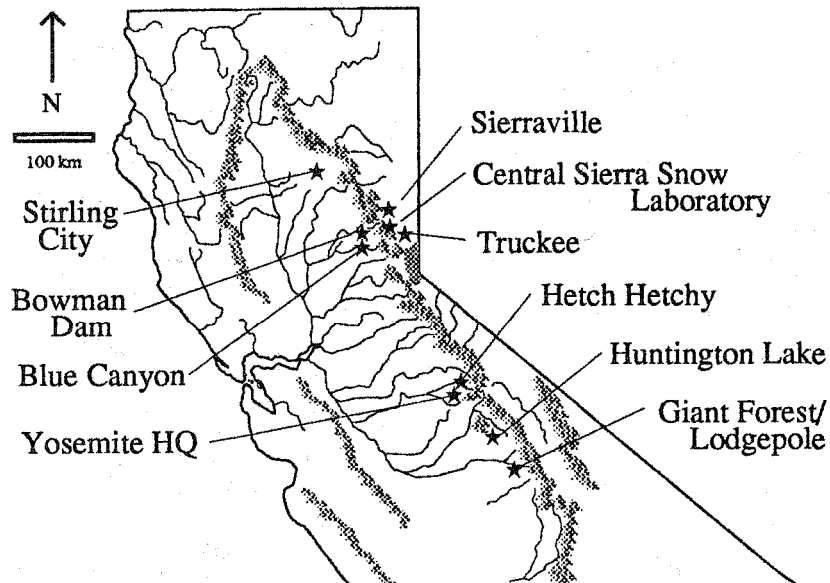 N
100 km
Sierraville
Central Sierra Snow
Laboratory
Stirling
City
Truckee
Bowman
Dam
Hetch Hetchy
Blue Canyon
Huntington Lake
Yosemite HQ
Giant Forest/
Lodgepole